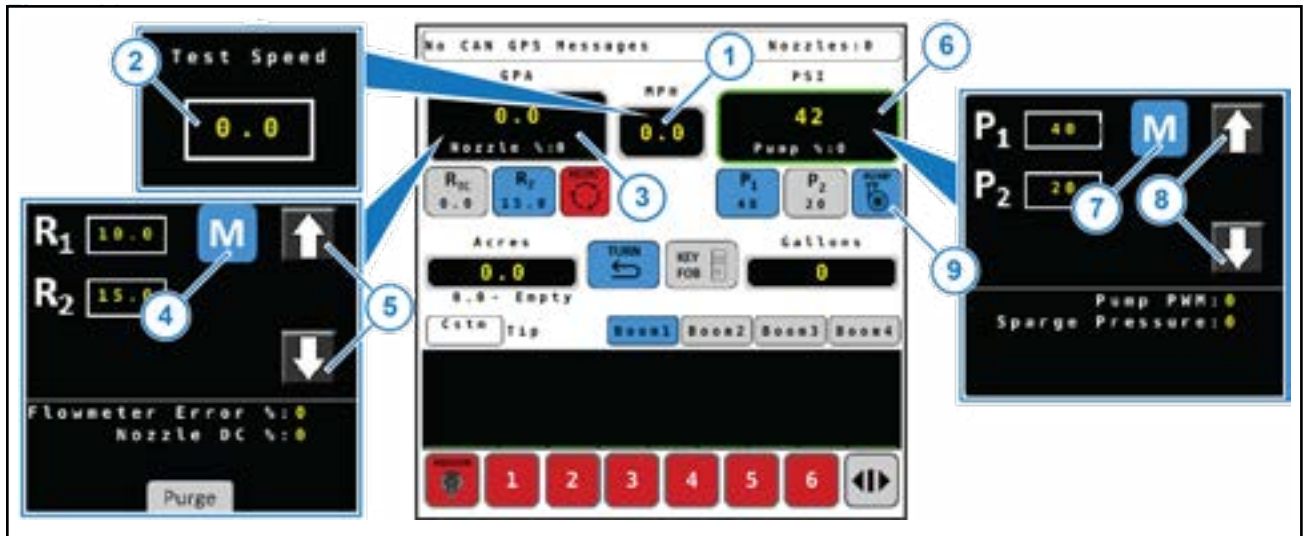 Test Speed
0.0
2
No CAN GPS Messages Nozzles:0
GPA
MPH
PSI
0.0
Nozzle %:0
0.0
42
Pump %:0
1
6
3
R 0.0
R2 15.0
P1 40
P2 20
PUMP
9
Acres
0.0
0.0- Empty
TURN
KEY FOB
Gallons
0
Cstm Tip
Boom1 Boom2 Boom3 Boom4
1 2 3 4 5 6
R1 10.0 M
R2 15.0
4
5
Flowmeter Error %:0
Nozzle DC %:0
Purge
P1 40 M
P2 20
7
8
Pump PWM:0
Sparge Pressure:0